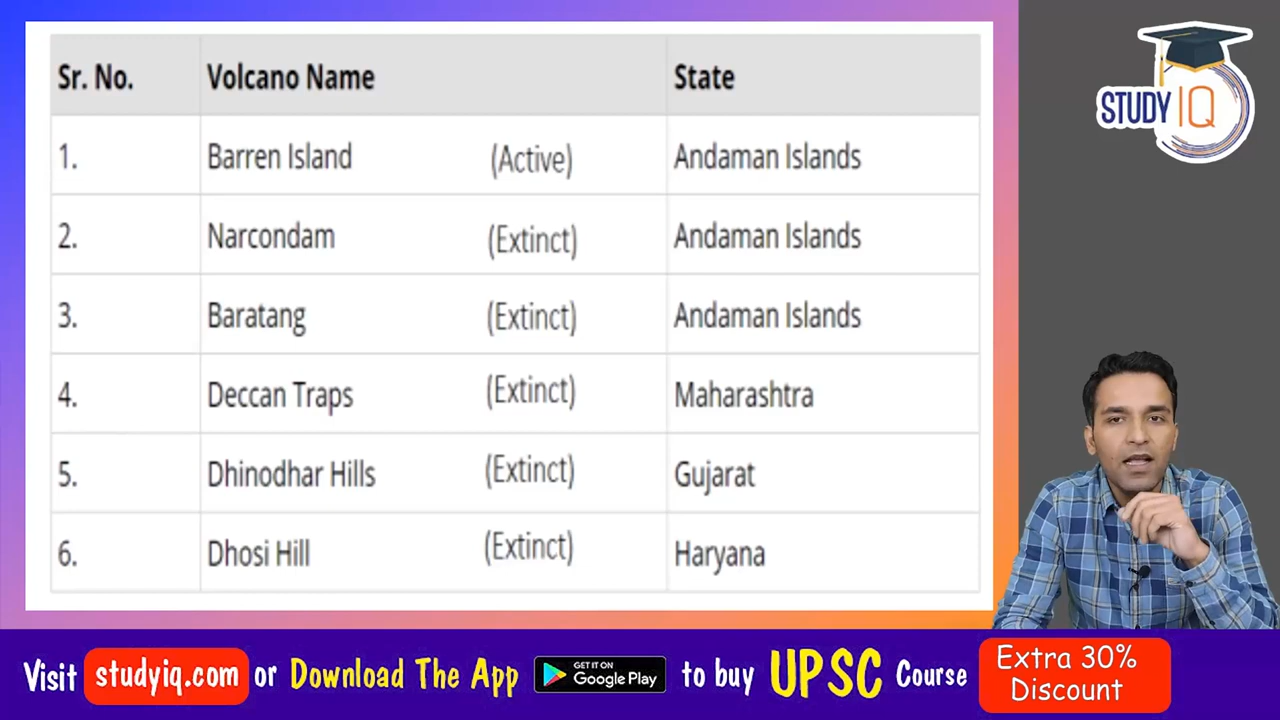 Sr. No. Volcano Name State
1. Barren Island (Active) Andaman Islands
2. Narcondam (Extinct) Andaman Islands
3. Baratang (Extinct) Andaman Islands
4. Deccan Traps (Extinct) Maharashtra
5. Dhinodhar Hills (Extinct) Gujarat
6. Dhosi Hill (Extinct) Haryana
STUDY IQ
Visit studyiq.com or Download The App GET IT ON Google Play to buy UPSC Course
Extra 30%
Discount